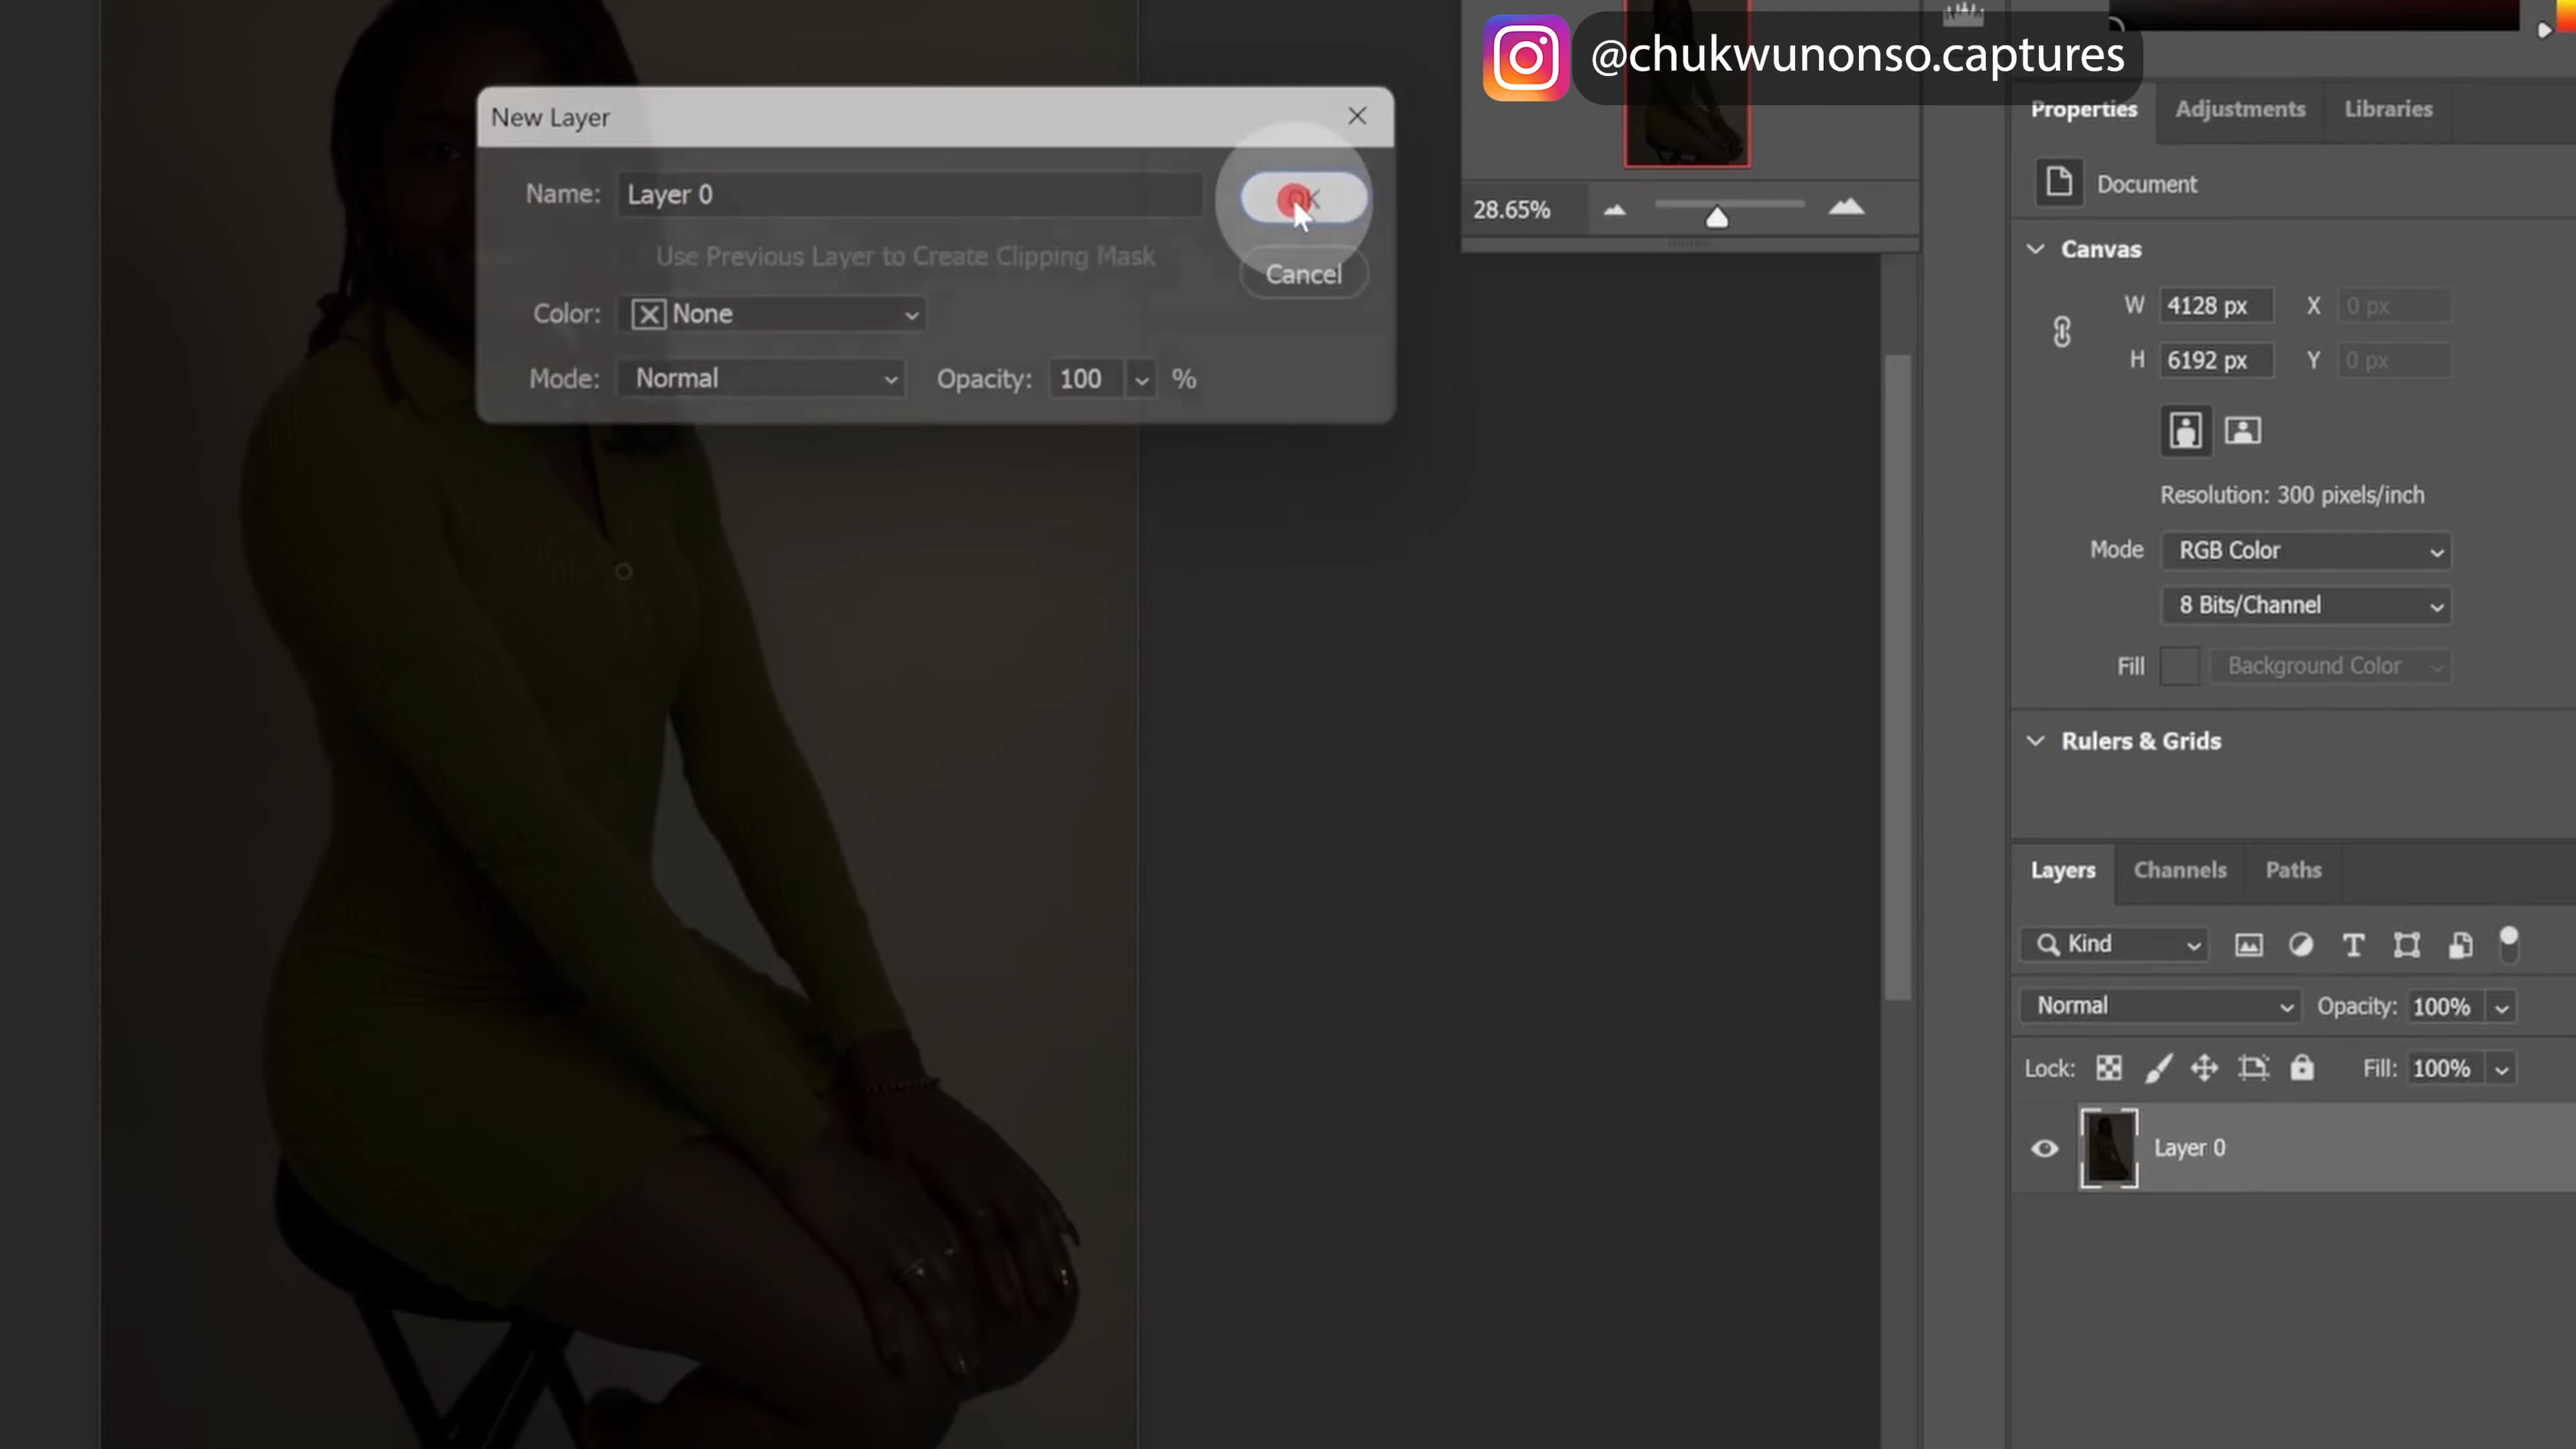 @chukwunonso.captures
New Layer
Name: Layer 0
OK
Use Previous Layer to Create Clipping Mask
Cancel
Color: None
Mode: Normal Opacity: 100 %
28.65%
Properties Adjustments Libraries
Document
Canvas
W 4128 px X 0 px
H 6192 px Y 0 px
Resolution: 300 pixels/inch
Mode RGB Color
8 Bits/Channel
Fill Background Color
Rulers & Grids
Layers Channels Paths
Kind
Normal Opacity: 100%
Lock: Fill: 100%
Layer 0